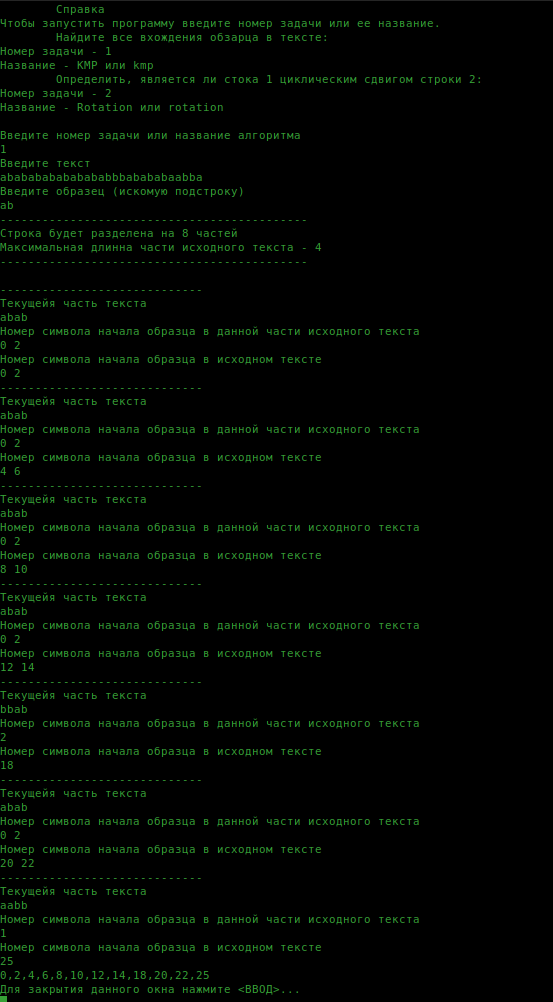 Справка
Чтобы запустить программу введите номер задачи или ее название.
Найдите все вхождения обзарца в тексте:
Номер задачи - 1
Название - KMP или kmp
Определить, является ли стока 1 циклическим сдвигом строки 2:
Номер задачи - 2
Название - Rotation или rotation
Введите номер задачи или название алгоритма
1
Введите текст
ababababababababbbabababaabba
Введите образец (искомую подстроку)
ab
--------------------------------------------
Строка будет разделена на 8 частей
Максимальная длинна части исходного текста - 4
--------------------------------------------
-----------------------------
Текущейя часть текста
abab
Номер символа начала образца в данной части исходного текста
0 2
Номер символа начала образца в исходном тексте
0 2
-----------------------------
Текущейя часть текста
abab
Номер символа начала образца в данной части исходного текста
0 2
Номер символа начала образца в исходном тексте
4 6
-----------------------------
Текущейя часть текста
abab
Номер символа начала образца в данной части исходного текста
0 2
Номер символа начала образца в исходном тексте
8 10
-----------------------------
Текущейя часть текста
abab
Номер символа начала образца в данной части исходного текста
0 2
Номер символа начала образца в исходном тексте
12 14
-----------------------------
Текущейя часть текста
bbab
Номер символа начала образца в данной части исходного текста
2
Номер символа начала образца в исходном тексте
18
-----------------------------
Текущейя часть текста
abab
Номер символа начала образца в данной части исходного текста
0 2
Номер символа начала образца в исходном тексте
20 22
-----------------------------
Текущейя часть текста
aabb
Номер символа начала образца в данной части исходного текста
1
Номер символа начала образца в исходном тексте
25
0,2,4,6,8,10,12,14,18,20,22,25
Для закрытия данного окна нажмите <ВВОД>...